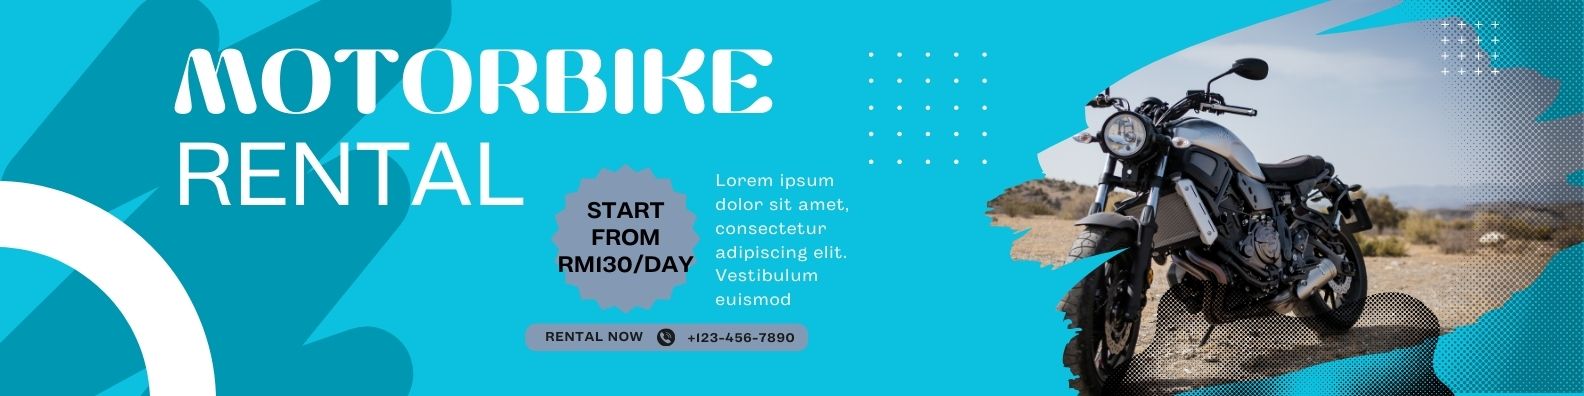 MOTORBIKE
RENTAL
START
FROM
RM130/DAY
Lorem ipsum
dolor sit amet,
consectetur
adipiscing elit.
Vestibulum
euismod
RENTAL NOW +123-456-7890